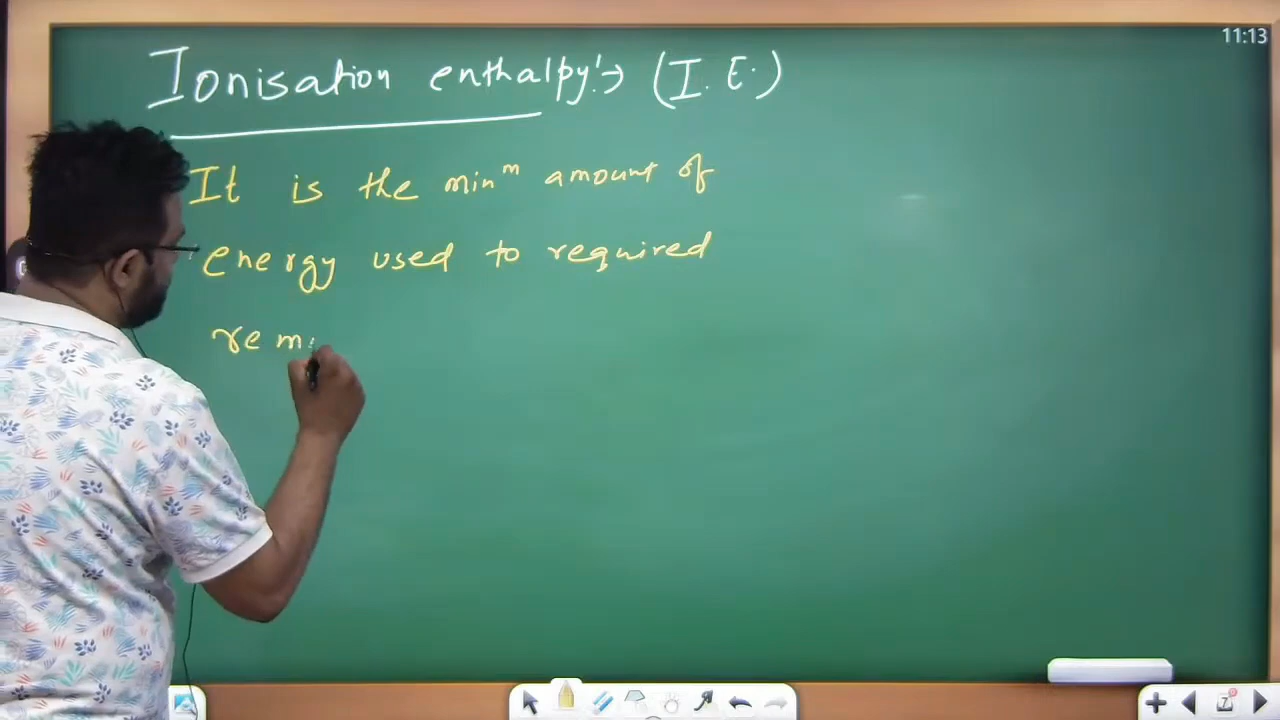 11:13
Ionisation enthalpy:→ (I.E.)
It is the minᵐ amount of
energy used to required
rem